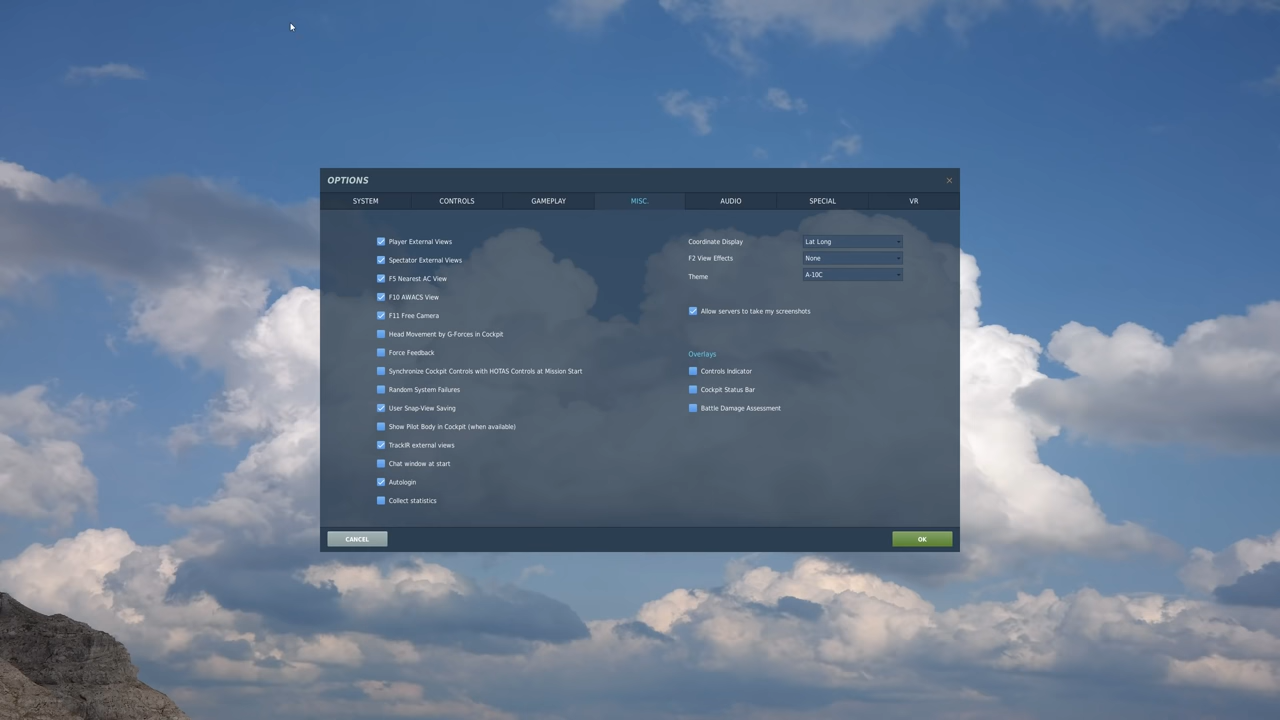 OPTIONS
SYSTEM CONTROLS GAMEPLAY MISC. AUDIO SPECIAL VR
Player External Views
Spectator External Views
F5 Nearest AC View
F10 AWACS View
F11 Free Camera
Head Movement by G-Forces in Cockpit
Force Feedback
Synchronize Cockpit Controls with HOTAS Controls at Mission Start
Random System Failures
User Snap-View Saving
Show Pilot Body in Cockpit (when available)
TrackIR external views
Chat window at start
Autologin
Collect statistics
Coordinate Display Lat Long
F2 View Effects None
Theme A-10C
Allow servers to take my screenshots
Overlays
Controls Indicator
Cockpit Status Bar
Battle Damage Assessment
CANCEL OK